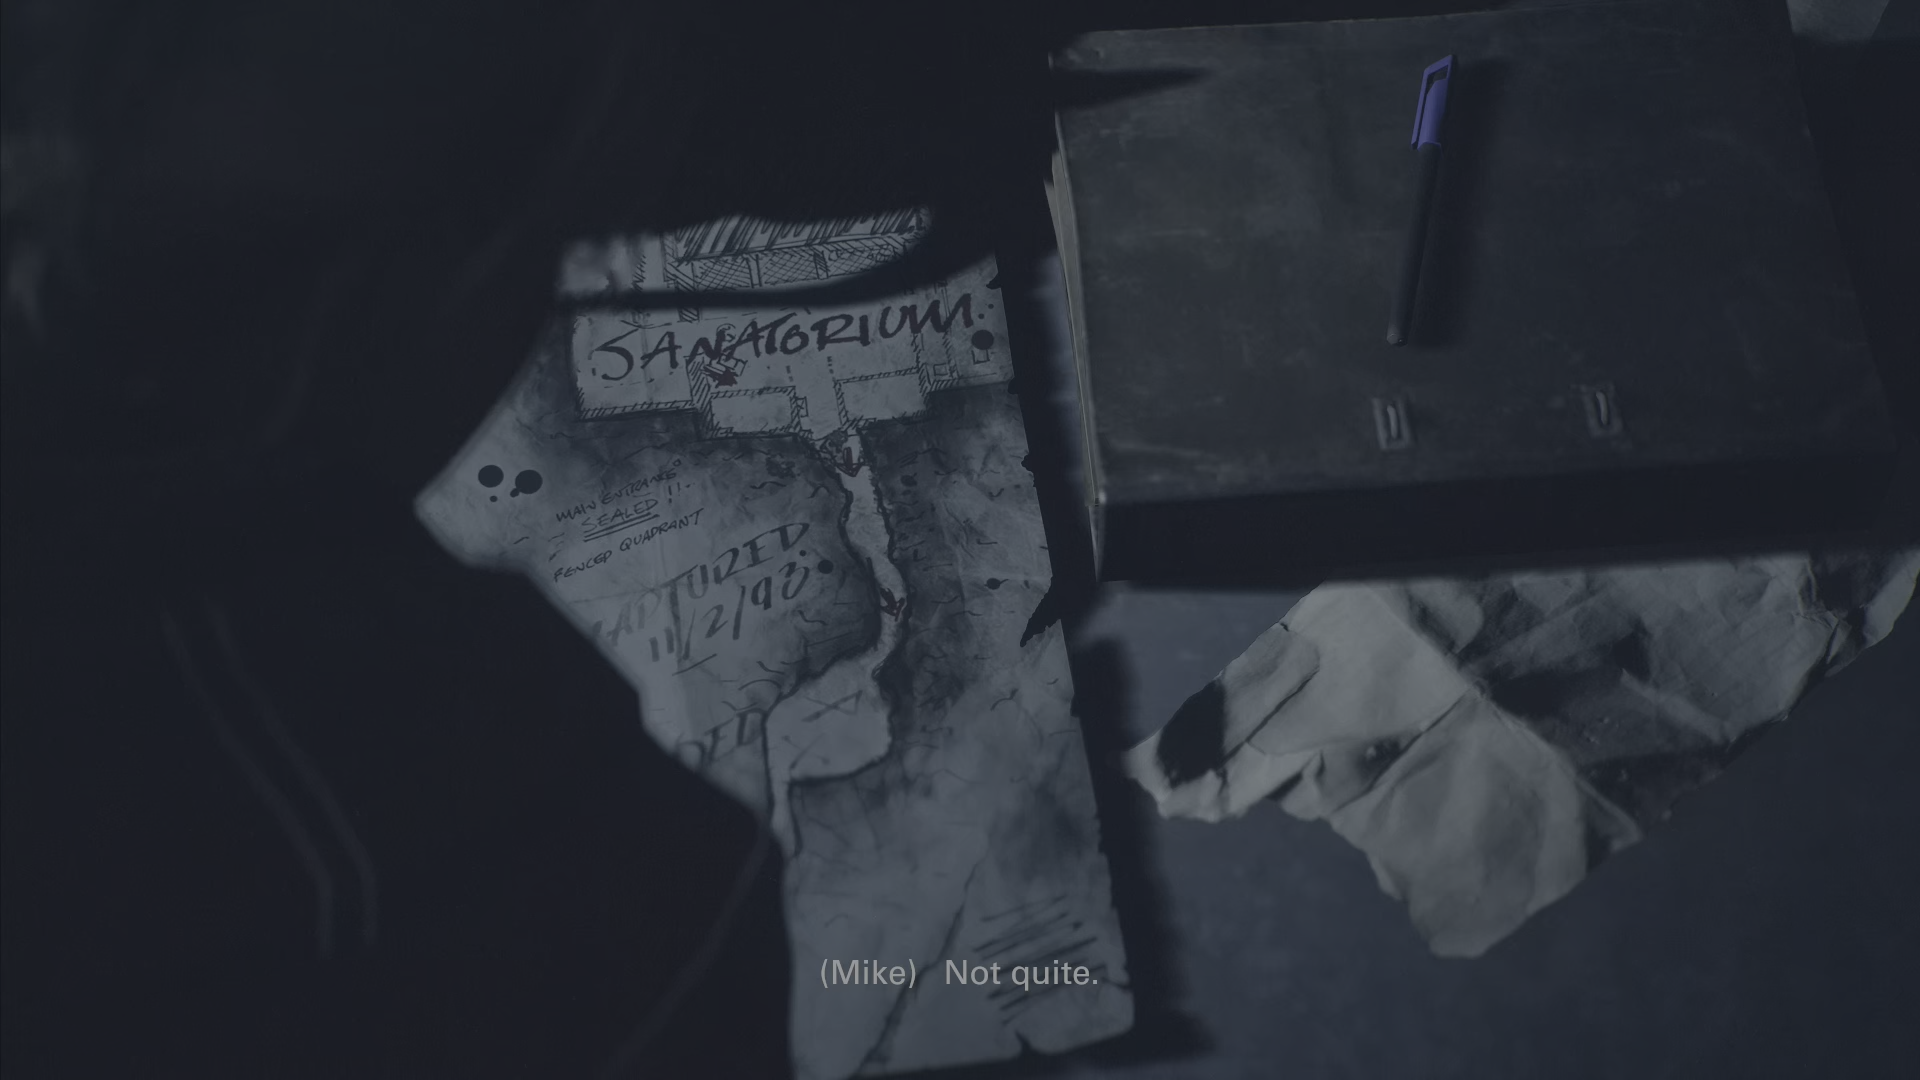 SANATORIUM.
MAIN ENTRANCE
SEALED !!.
FENCED QUADRANT
CAPTURED.
11/2/93
(Mike) Not quite.